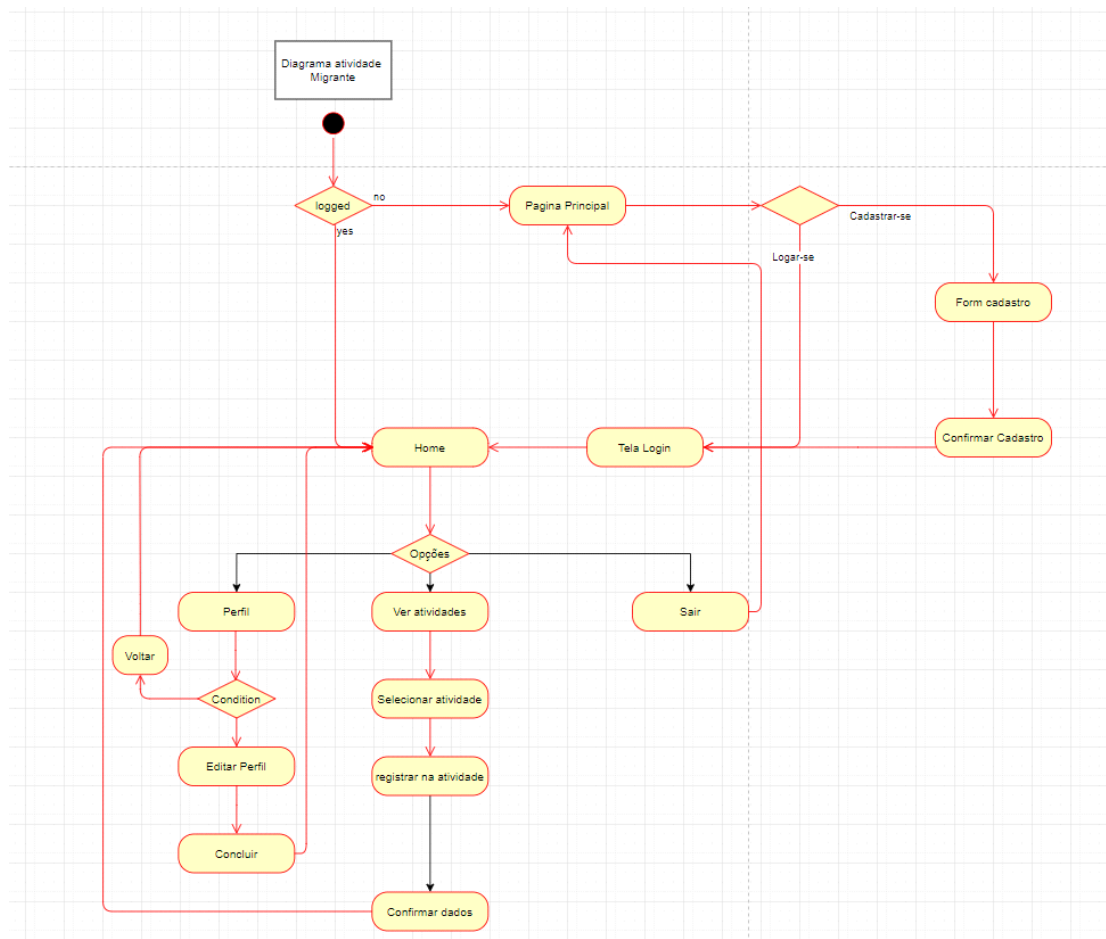 Diagrama atividade
Migrante
logged
no
yes
Pagina Principal
Cadastrar-se
Logar-se
Form cadastro
Confirmar Cadastro
Home
Tela Login
Opções
Perfil
Ver atividades
Sair
Voltar
Condition
Selecionar atividade
Editar Perfil
registrar na atividade
Concluir
Confirmar dados